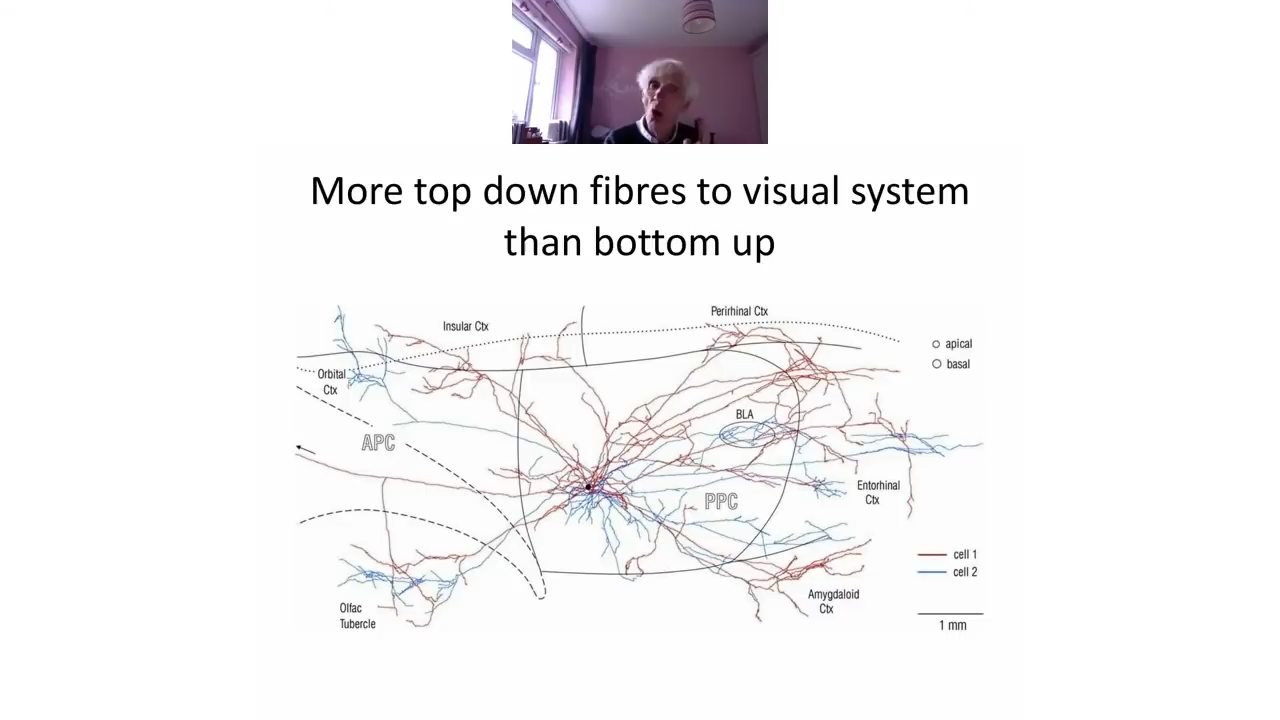 More top down fibres to visual system
than bottom up
Insular Ctx
Perirhinal Ctx
apical
basal
Orbital
Ctx
BLA
APC
PPC
Entorhinal
Ctx
cell 1
cell 2
Amygdaloid
Ctx
Olfac
Tubercle
1 mm